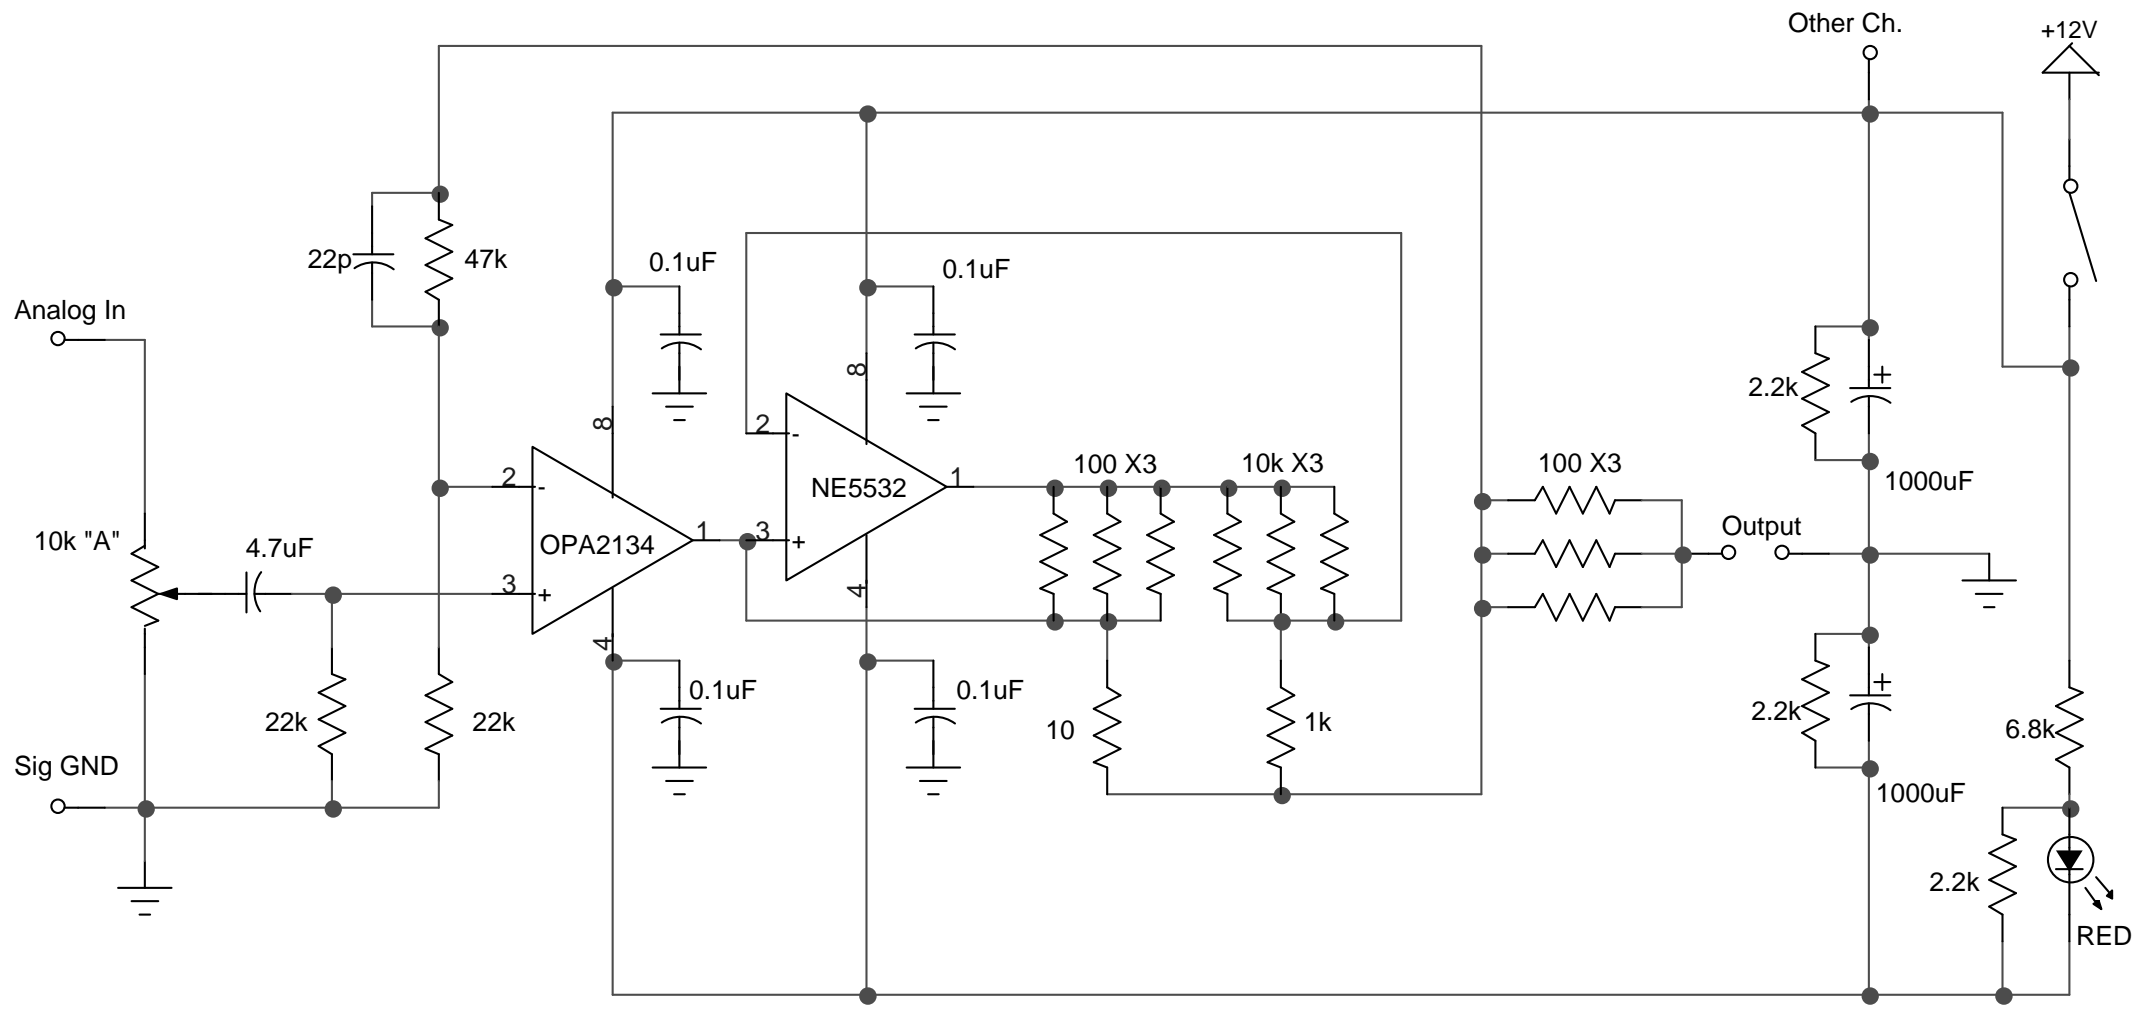 Other Ch.
+12V
22p
47k
0.1uF
0.1uF
Analog In
8
8
2
-
2
-
NE5532
1
100 X3
10k X3
100 X3
2.2k
+
1000uF
10k "A"
4.7uF
OPA2134
1
3
+
Output
3
+
4
4
22k
22k
0.1uF
0.1uF
10
1k
2.2k
+
6.8k
Sig GND
1000uF
2.2k
RED